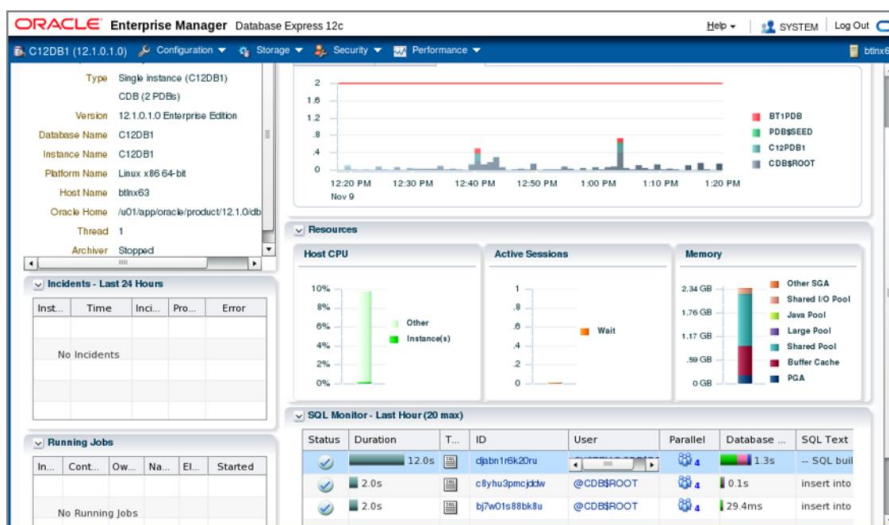 ORACLE Enterprise Manager Database Express 12c
Help SYSTEM Log Out
C12DB1 (12.1.0.1.0) Configuration Storage Security Performance btlnx6
Type Single instance (C12DB1)
CDB (2 PDBs)
Version 12.1.0.1.0 Enterprise Edition
Database Name C12DB1
Instance Name C12DB1
Platform Name Linux x86 64-bit
Host Name btlnx63
Oracle Home /u01/app/oracle/product/12.1.0/db
Thread 1
Archiver Stopped
2
1.6
1.2
.8
.4
0
12:20 PM 12:30 PM 12:40 PM 12:50 PM 1:00 PM 1:10 PM 1:20 PM
Nov 9
BT1PDB
PDB$SEED
C12PDB1
CDB$ROOT
Incidents - Last 24 Hours
Inst... Time Inci... Pro... Error
No Incidents
Running Jobs
In... Cont... Ow... Na... El... Started
No Running Jobs
Resources
Host CPU
10%
8%
6%
4%
2%
0%
Other
Instance(s)
Active Sessions
1
.8
.6
.4
.2
0
Wait
Memory
2.34 GB
1.76 GB
1.17 GB
.59 GB
0 GB
Other SGA
Shared I/O Pool
Java Pool
Large Pool
Shared Pool
Buffer Cache
PGA
SQL Monitor - Last Hour (20 max)
Status Duration T... ID User Parallel Database ... SQL Text
12.0s djabn1r6k20ru 4 1.3s -- SQL buil
2.0s c8yhu3pmcjddw @CDB$ROOT 4 0.1s insert into
2.0s bj7w01s88bk8u @CDB$ROOT 4 29.4ms insert into